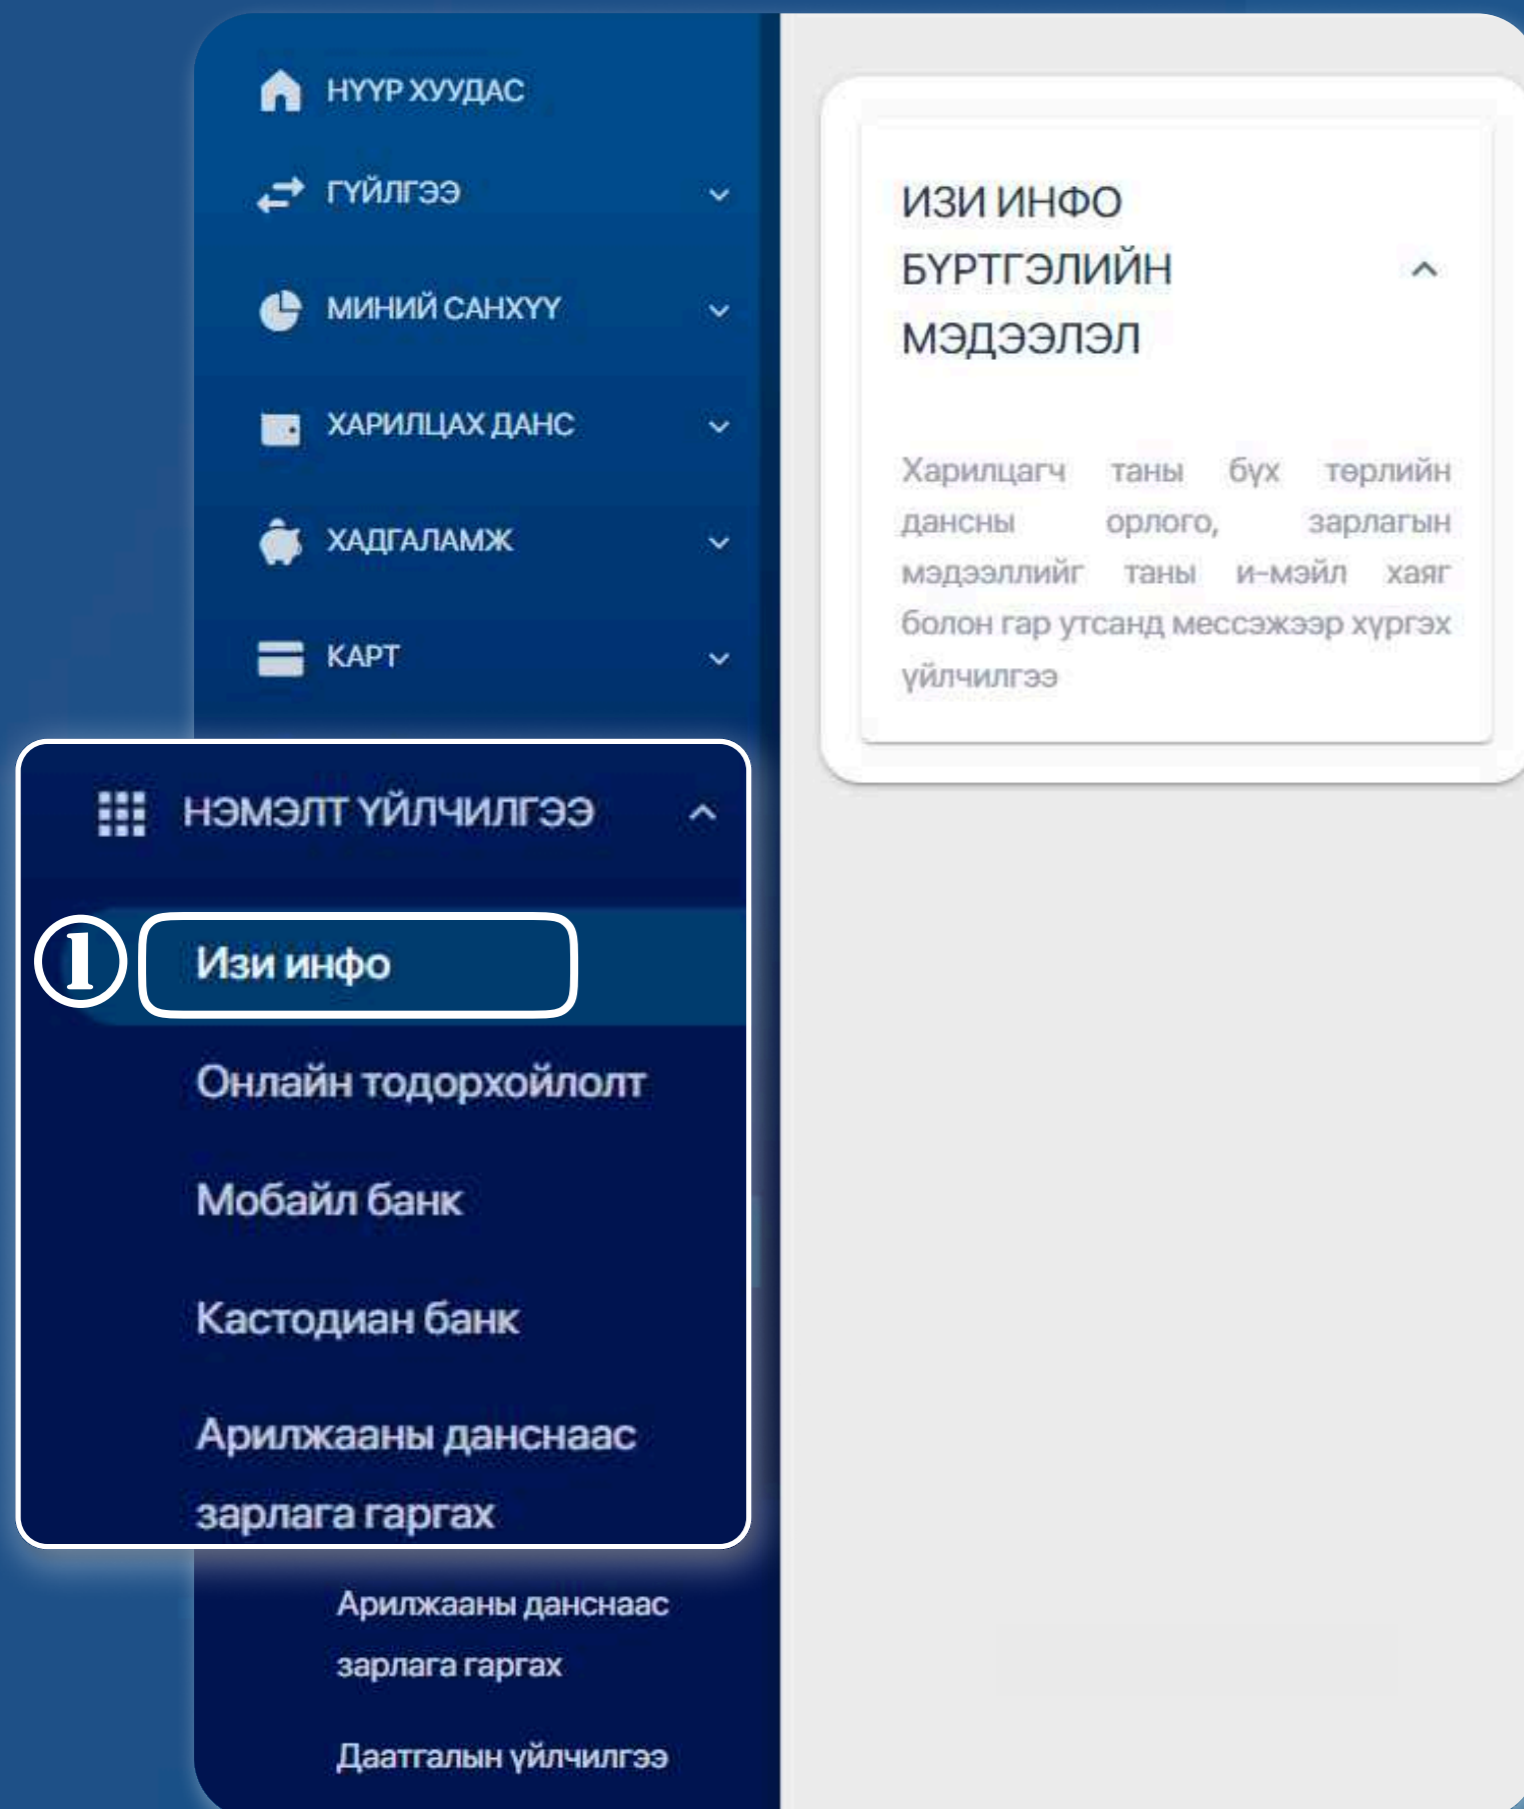 НҮҮР ХУУДАС
ГҮЙЛГЭЭ
МИНИЙ САНХҮҮ
ХАРИЛЦАХ ДАНС
ХАДГАЛАМЖ
КАРТ
НЭМЭЛТ ҮЙЛЧИЛГЭЭ
1
Изи инфо
Онлайн тодорхойлолт
Мобайл банк
Кастодиан банк
Арилжааны данснаас
зарлага гаргах
Арилжааны данснаас
зарлага гаргах
Даатгалын үйлчилгээ
ИЗИ ИНФО
БҮРТГЭЛИЙН
МЭДЭЭЛЭЛ
Харилцагч таны бүх төрлийн
дансны орлого, зарлагын
мэдээллийг таны и-мэйл хаяг
болон гар утсанд мессэжээр хүргэх
үйлчилгээ